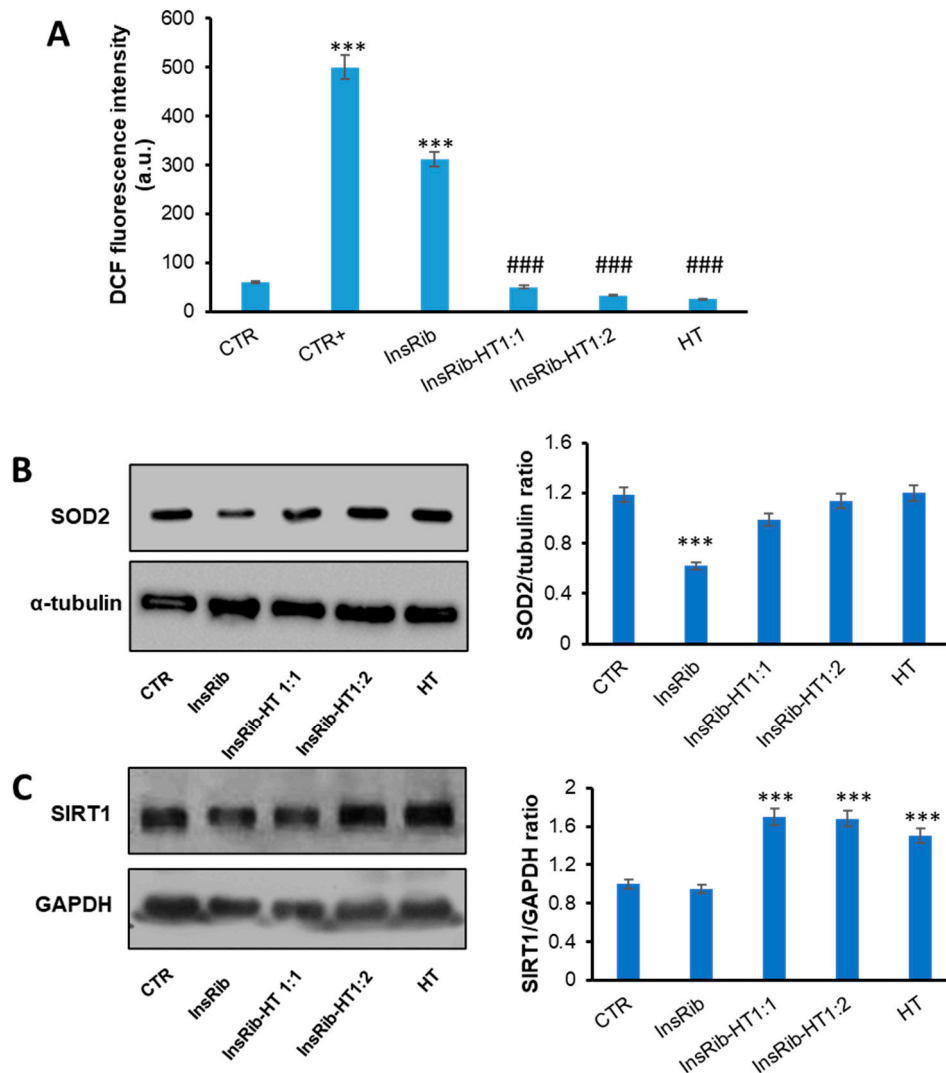 A
DCF fluorescence intensity
(a.u.)
600
500
400
300
200
100
0
***
***
###
###
###
CTR
CTR+
InsRib
InsRib-HT1:1
InsRib-HT1:2
HT
B
SOD2
α-tubulin
CTR
InsRib
InsRib-HT 1:1
InsRib-HT1:2
HT
SOD2/tubulin ratio
1.6
1.2
0.8
0.4
0
***
CTR
InsRib
InsRib-HT1:1
InsRib-HT1:2
HT
C
SIRT1
GAPDH
CTR
InsRib
InsRib-HT 1:1
InsRib-HT1:2
HT
SIRT1/GAPDH ratio
2
1.6
1.2
0.8
0.4
0
***
***
***
CTR
InsRib
InsRib-HT1:1
InsRib-HT1:2
HT